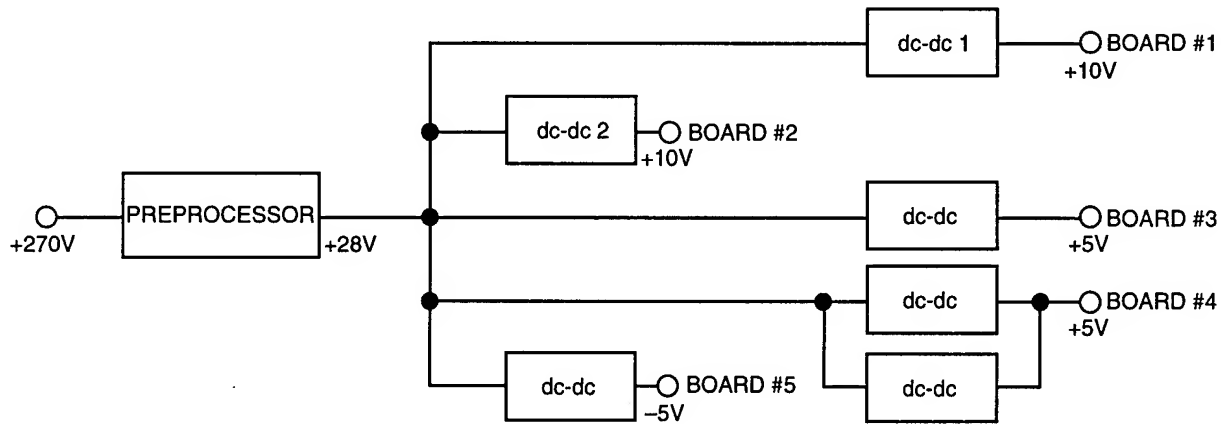 dc-dc 1
BOARD #1
+10V
dc-dc 2
BOARD #2
+10V
PREPROCESSOR
+270V
+28V
dc-dc
BOARD #3
+5V
dc-dc
BOARD #4
+5V
dc-dc
BOARD #5
–5V
dc-dc